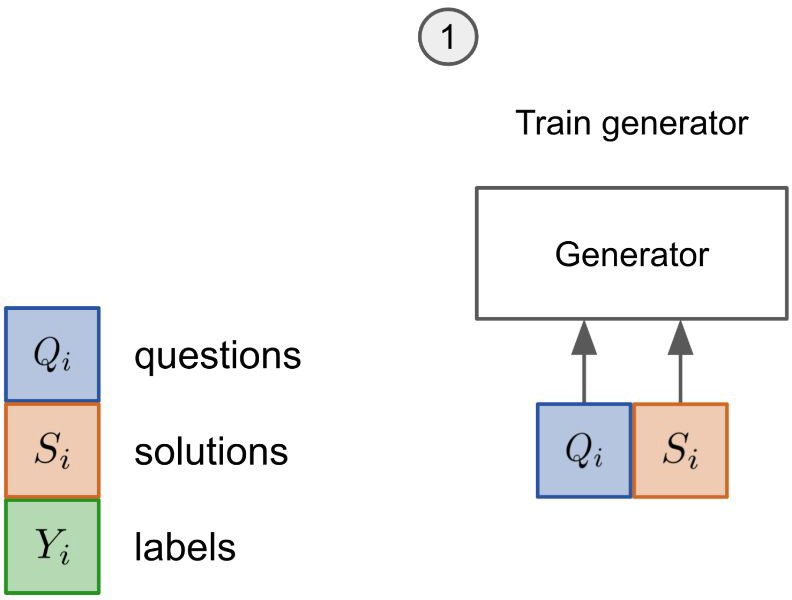 1
Train generator
Generator
Q_i questions
Q_i S_i
S_i solutions
Y_i labels